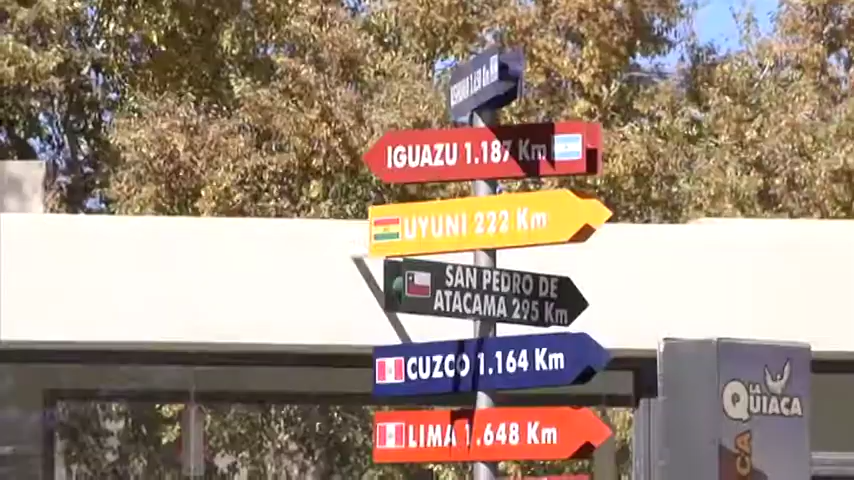 IGUAZU 1.187 Km
UYUNI 222 Km
SAN PEDRO DE
ATACAMA 295 Km
CUZCO 1.164 Km
LIMA 1.648 Km
LA
QUIACA